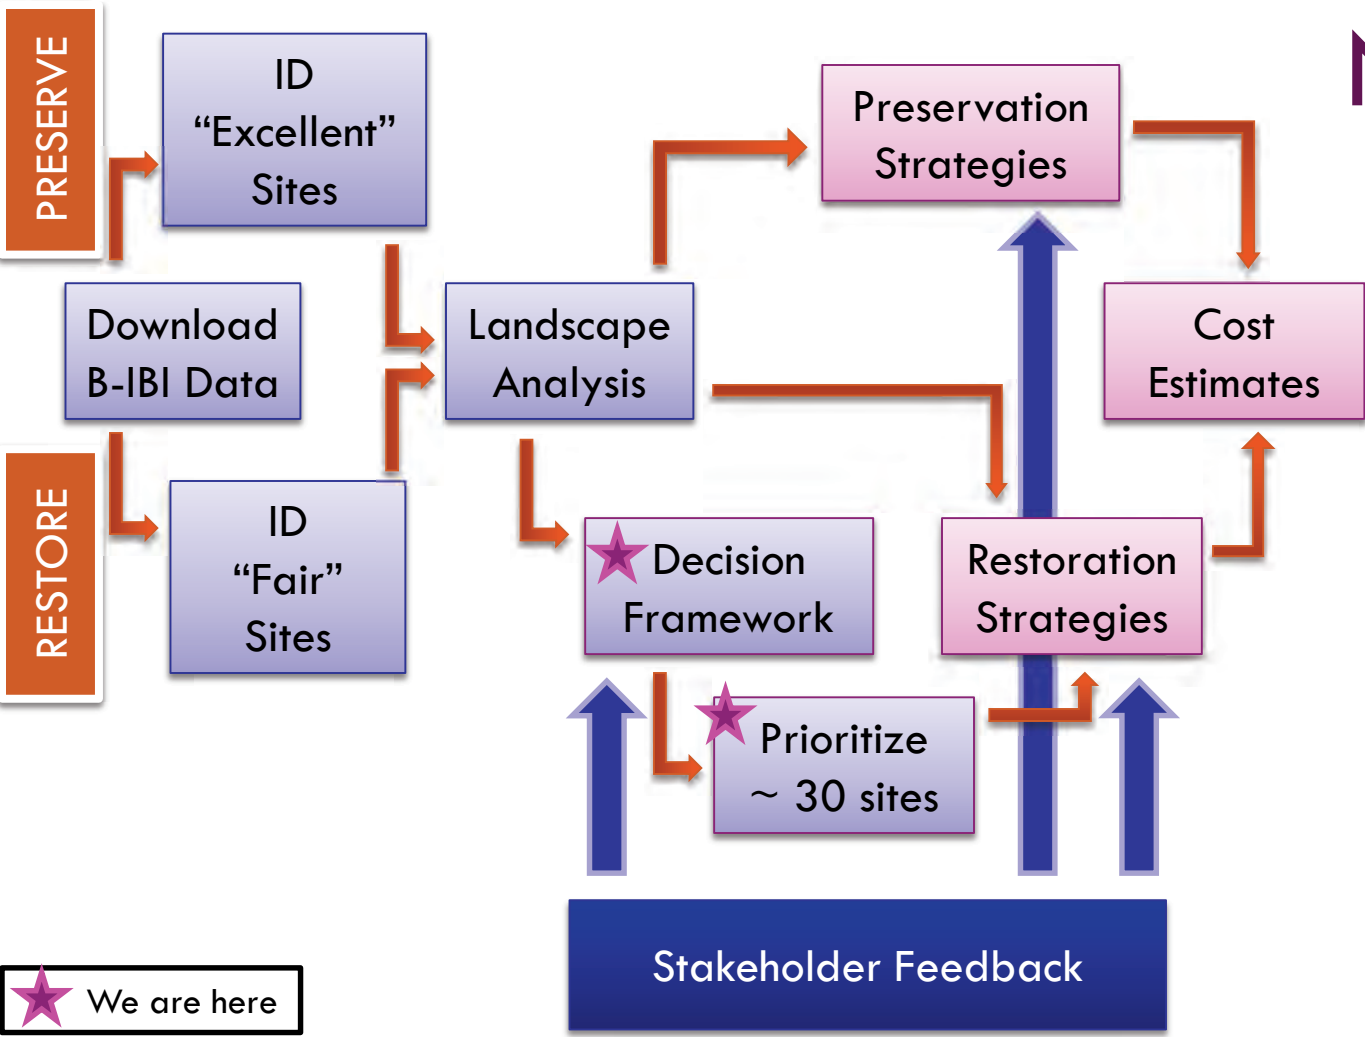 PRESERVE
ID
“Excellent”
Sites
Preservation
Strategies
Download
B-IBI Data
Landscape
Analysis
Cost
Estimates
RESTORE
ID
“Fair”
Sites
Decision
Framework
Restoration
Strategies
Prioritize
~ 30 sites
Stakeholder Feedback
We are here